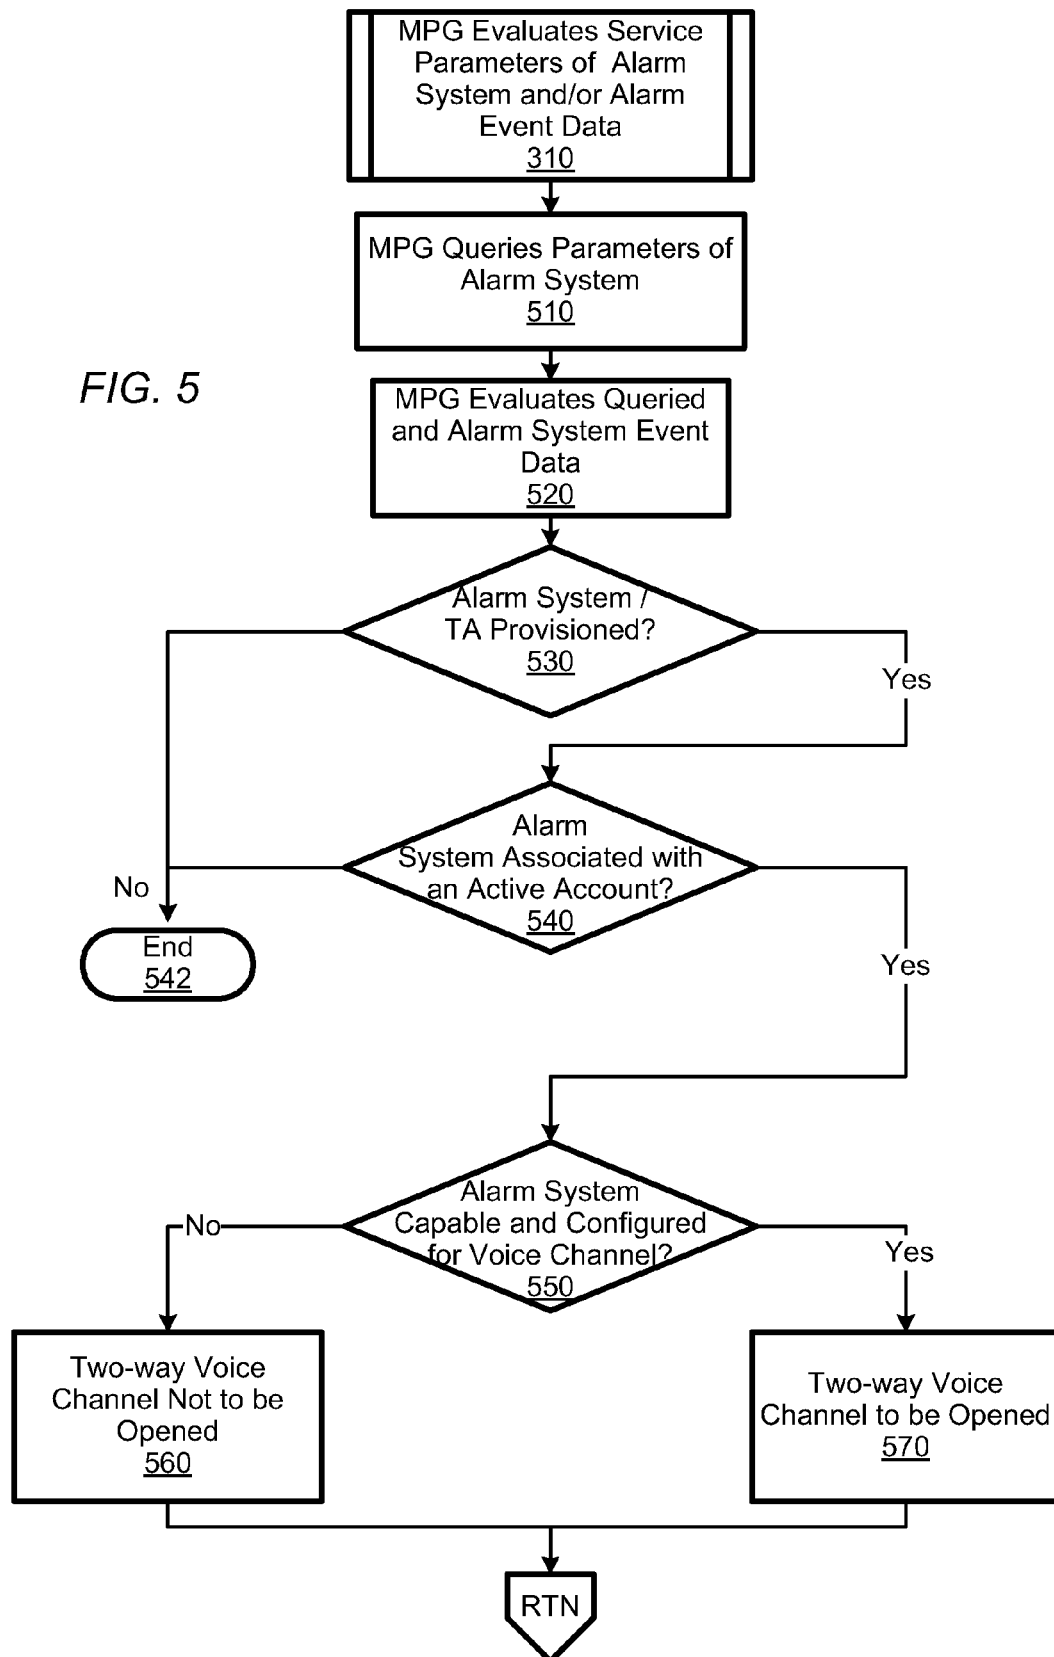 MPG Evaluates Service
Parameters of Alarm
System and/or Alarm
Event Data
310
MPG Queries Parameters of
Alarm System
510
FIG. 5
MPG Evaluates Queried
and Alarm System Event
Data
520
Alarm System /
TA Provisioned?
530
Yes
Alarm
System Associated with
an Active Account?
540
No
End
542
Yes
Alarm System
Capable and Configured
for Voice Channel?
550
No
Yes
Two-way Voice
Channel Not to be
Opened
560
Two-way Voice
Channel to be Opened
570
RTN